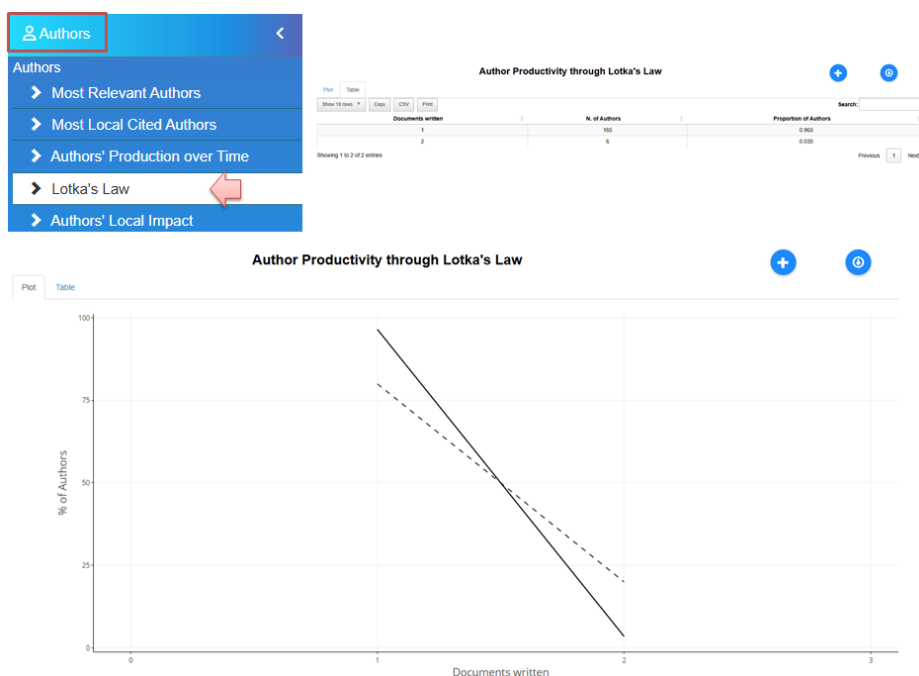 Authors
Authors
Most Relevant Authors
Most Local Cited Authors
Authors' Production over Time
Lotka's Law
Authors' Local Impact
Author Productivity through Lotka's Law
Plot Table
Show 10 rows Copy CSV Print Search:
Documents written N. of Authors Proportion of Authors
1 165 0.965
2 6 0.035
Showing 1 to 2 of 2 entries Previous 1 Next
Author Productivity through Lotka's Law
Plot Table
100
75
50
25
0
% of Authors
0 1 2 3
Documents written